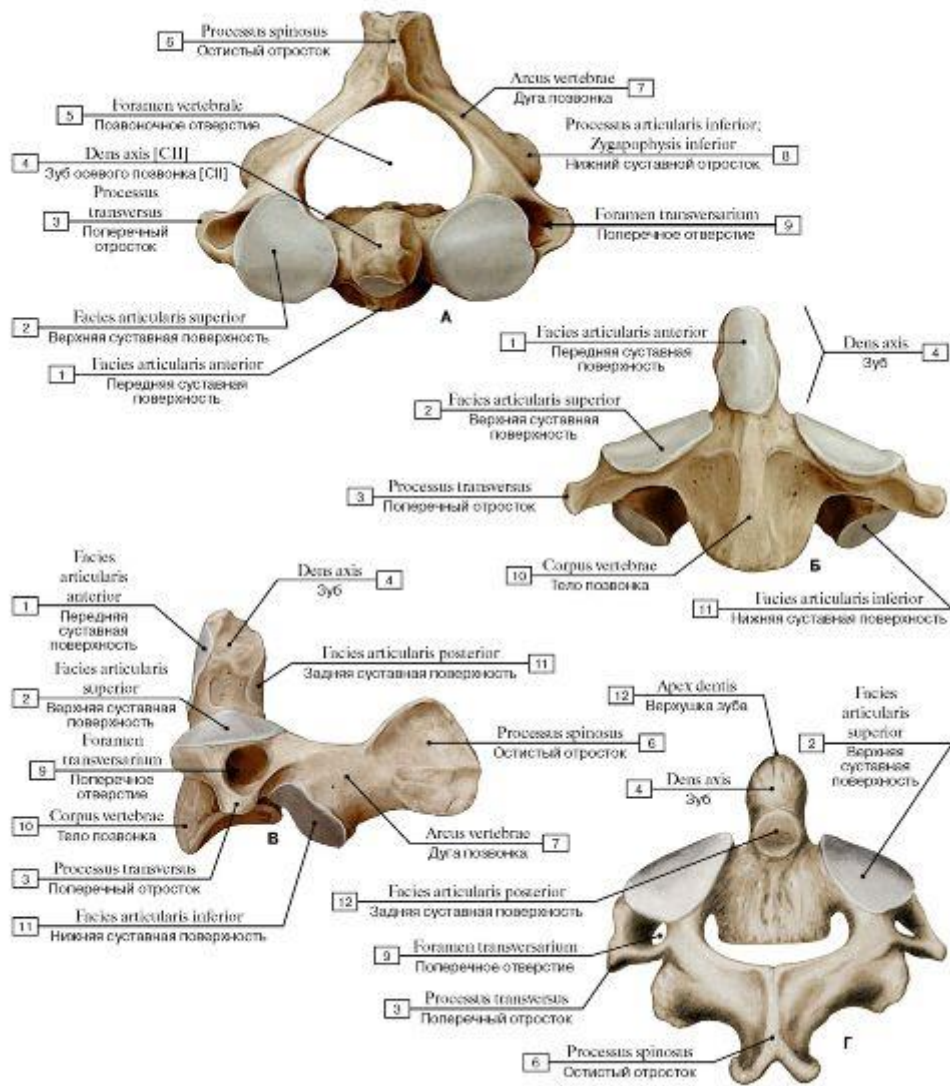 6
Processus spinosus
Остистый отросток
Arcus vertebrae
Дуга позвонка
7
5
Foramen vertebrale
Позвоночное отверстие
Processus articularis inferior;
Zygapophysis inferior
Нижний суставной отросток
8
4
Dens axis [CII]
Зуб осевого позвонка [CII]
3
Processus
transversus
Поперечный
отросток
Foramen transversarium
Поперечное отверстие
9
2
Facies articularis superior
Верхняя суставная поверхность
А
1
Facies articularis anterior
Передняя суставная
поверхность
1
Facies articularis anterior
Передняя суставная
поверхность
Dens axis
Зуб
4
2
Facies articularis superior
Верхняя суставная
поверхность
3
Processus transversus
Поперечный отросток
10
Corpus vertebrae
Тело позвонка
Б
11
Facies articularis inferior
Нижняя суставная поверхность
1
Facies
articularis
anterior
Передняя
суставная
поверхность
Dens axis
Зуб
4
Facies articularis posterior
Задняя суставная поверхность
11
2
Facies articularis
superior
Верхняя суставная
поверхность
9
Foramen
transversarium
Поперечное
отверстие
Processus spinosus
Остистый отросток
6
10
Corpus vertebrae
Тело позвонка
В
Arcus vertebrae
Дуга позвонка
7
3
Processus transversus
Поперечный отросток
11
Facies articularis inferior
Нижняя суставная поверхность
12
Apex dentis
Верхушка зуба
2
Facies
articularis
superior
Верхняя
суставная
поверхность
4
Dens axis
Зуб
12
Facies articularis posterior
Задняя суставная поверхность
9
Foramen transversarium
Поперечное отверстие
3
Processus transversus
Поперечный отросток
Г
6
Processus spinosus
Остистый отросток